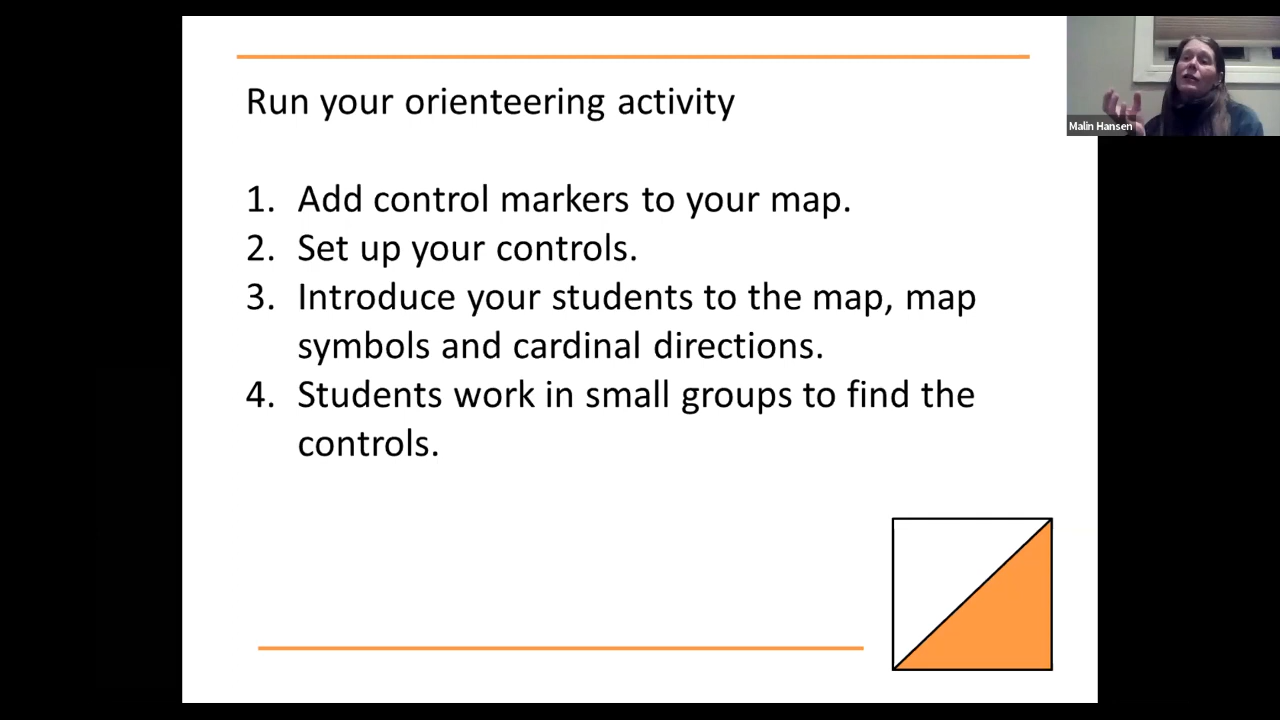 Run your orienteering activity
1. Add control markers to your map.
2. Set up your controls.
3. Introduce your students to the map, map
symbols and cardinal directions.
4. Students work in small groups to find the
controls.
Malin Hansen